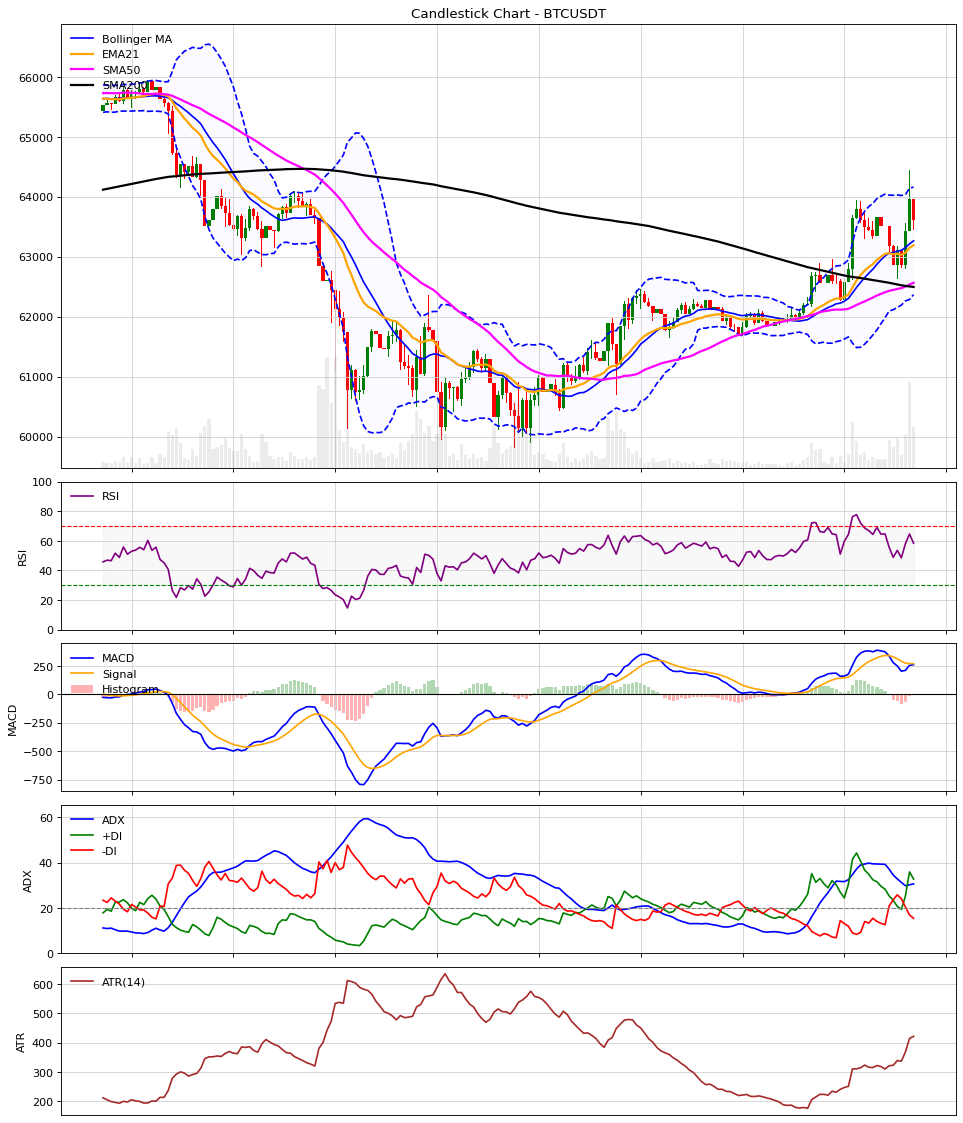 Candlestick Chart - BTCUSDT
Bollinger MA
EMA21
SMA50
SMA200
66000
65000
64000
63000
62000
61000
60000
RSI
100
80
60
40
20
0
RSI
MACD
Signal
Histogram
250
0
−250
−500
−750
MACD
ADX
+DI
-DI
60
40
20
0
ADX
ATR(14)
600
500
400
300
200
ATR